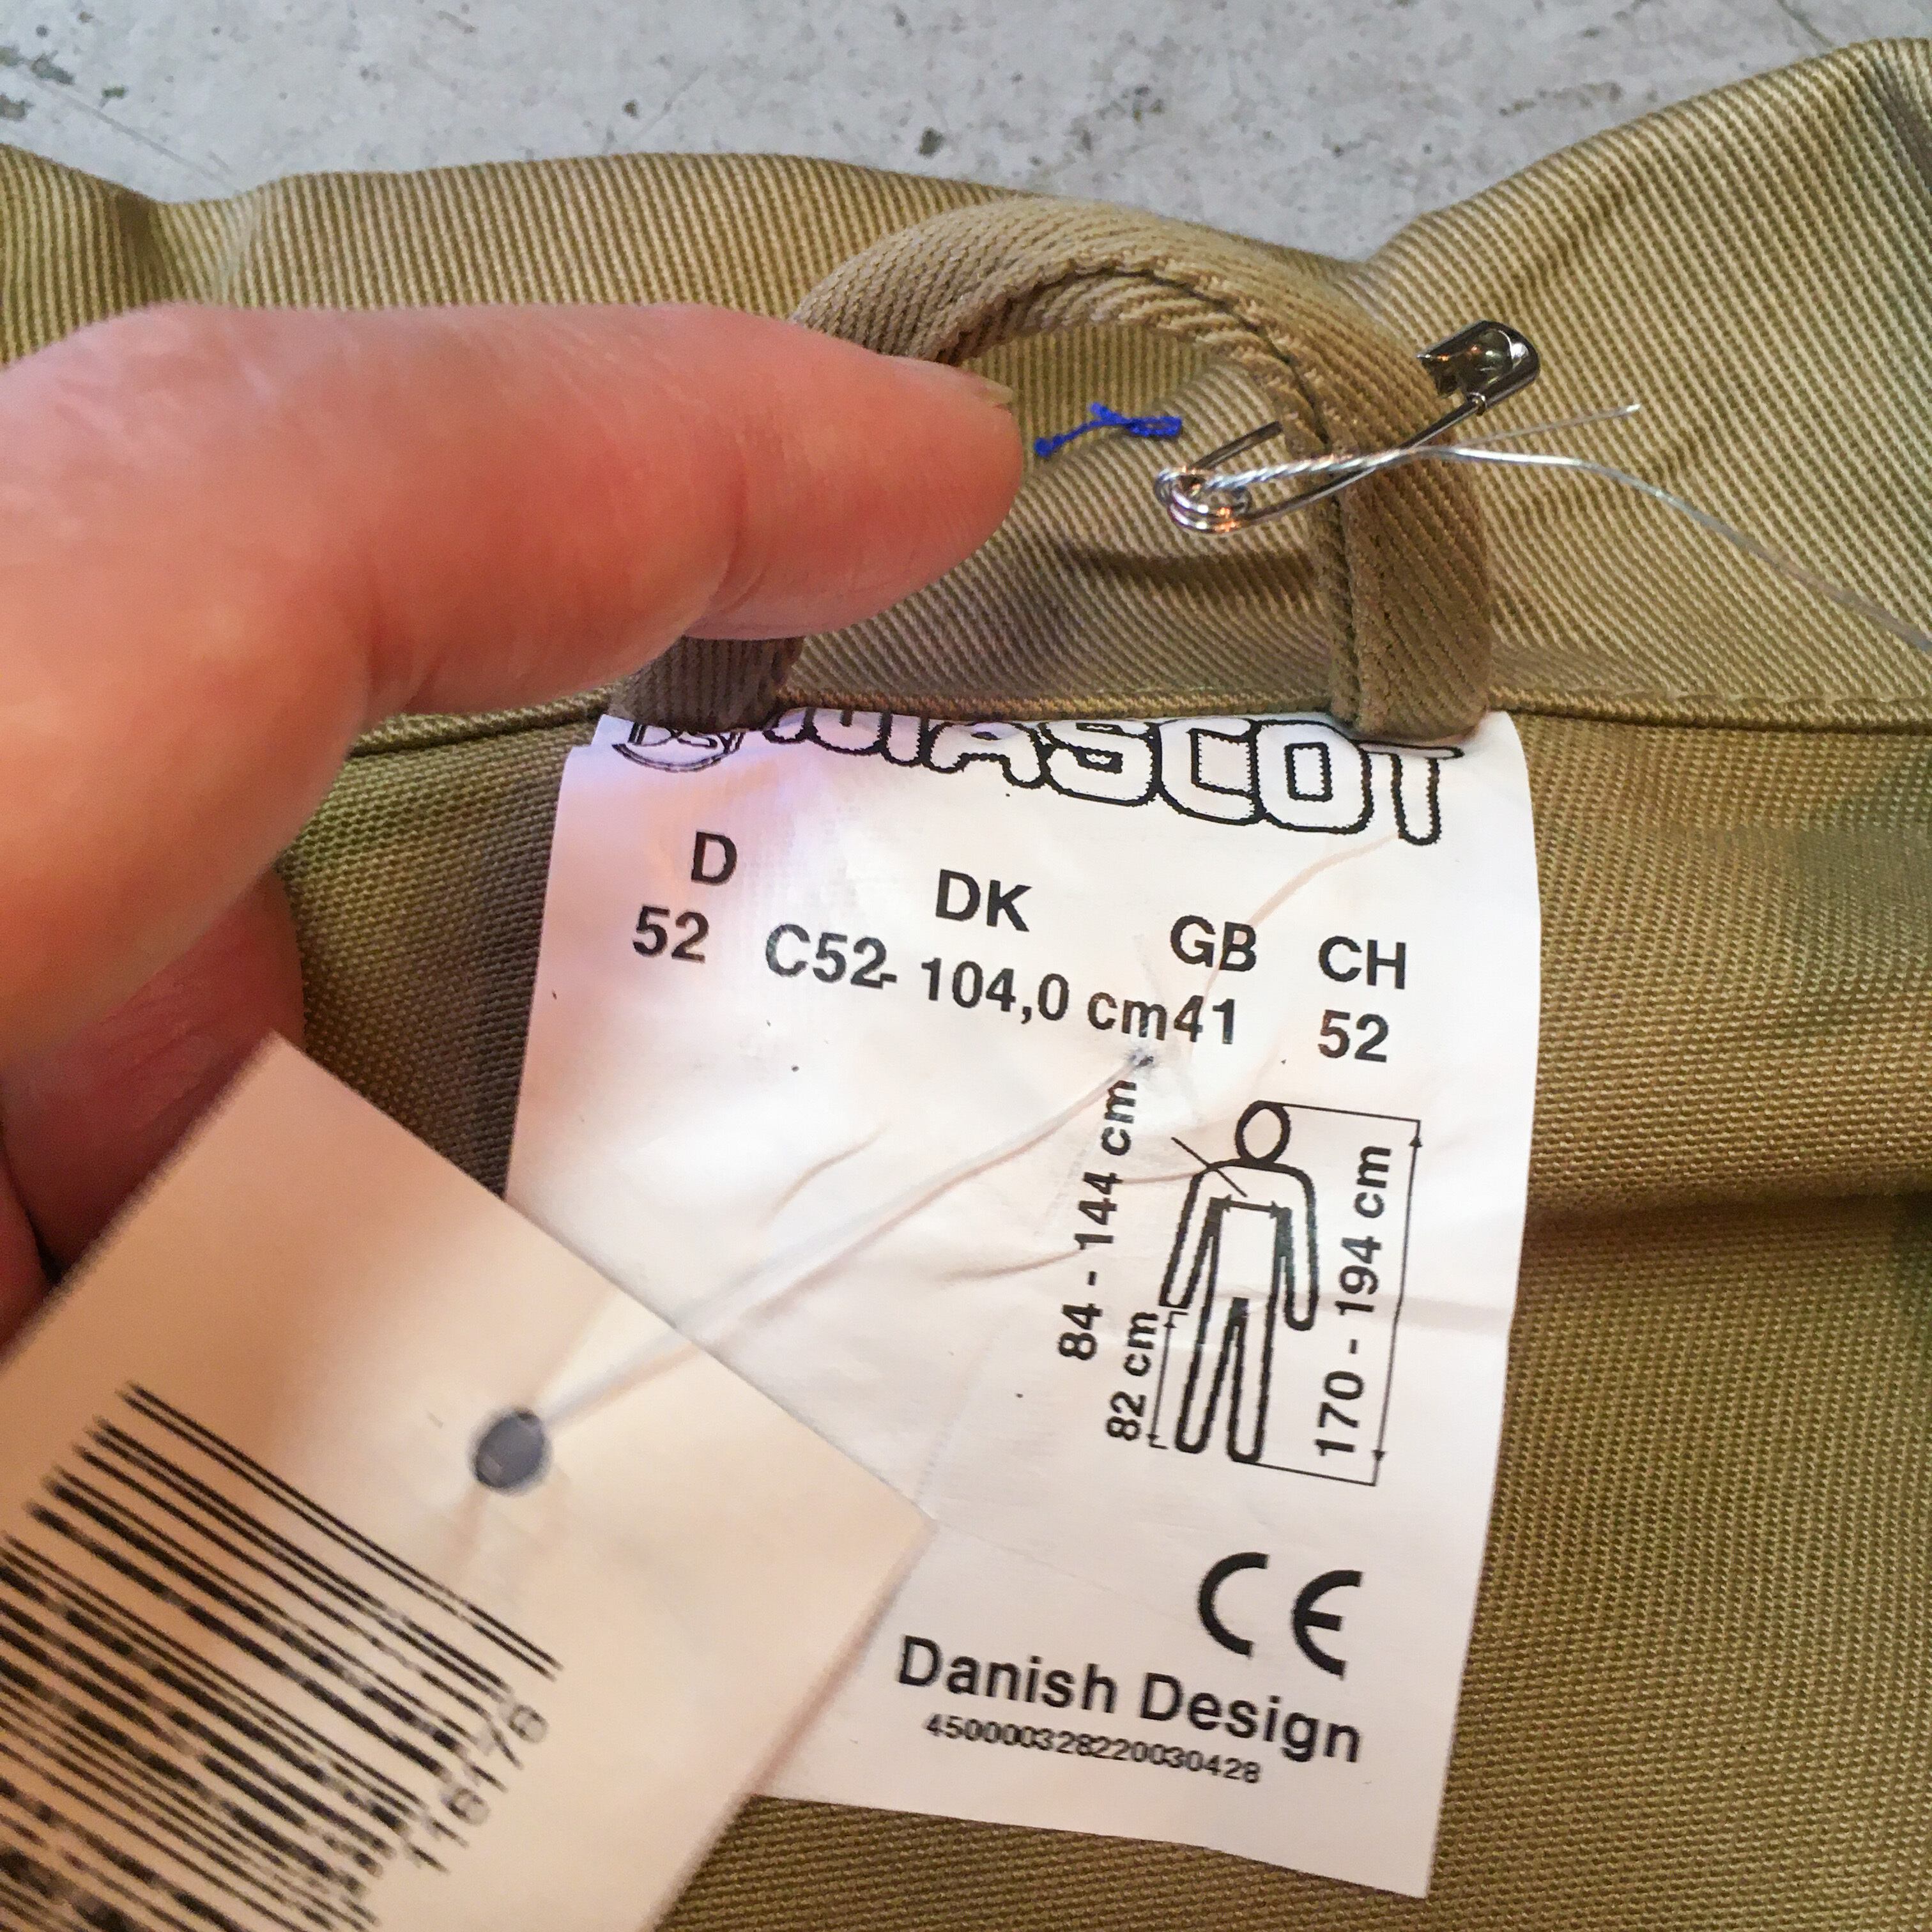 MASCOT
D DK GB CH
52 C52- 104,0 cm 41 52
84 - 144 cm
82 cm
170 - 194 cm
CE
Danish Design
450000328220030428